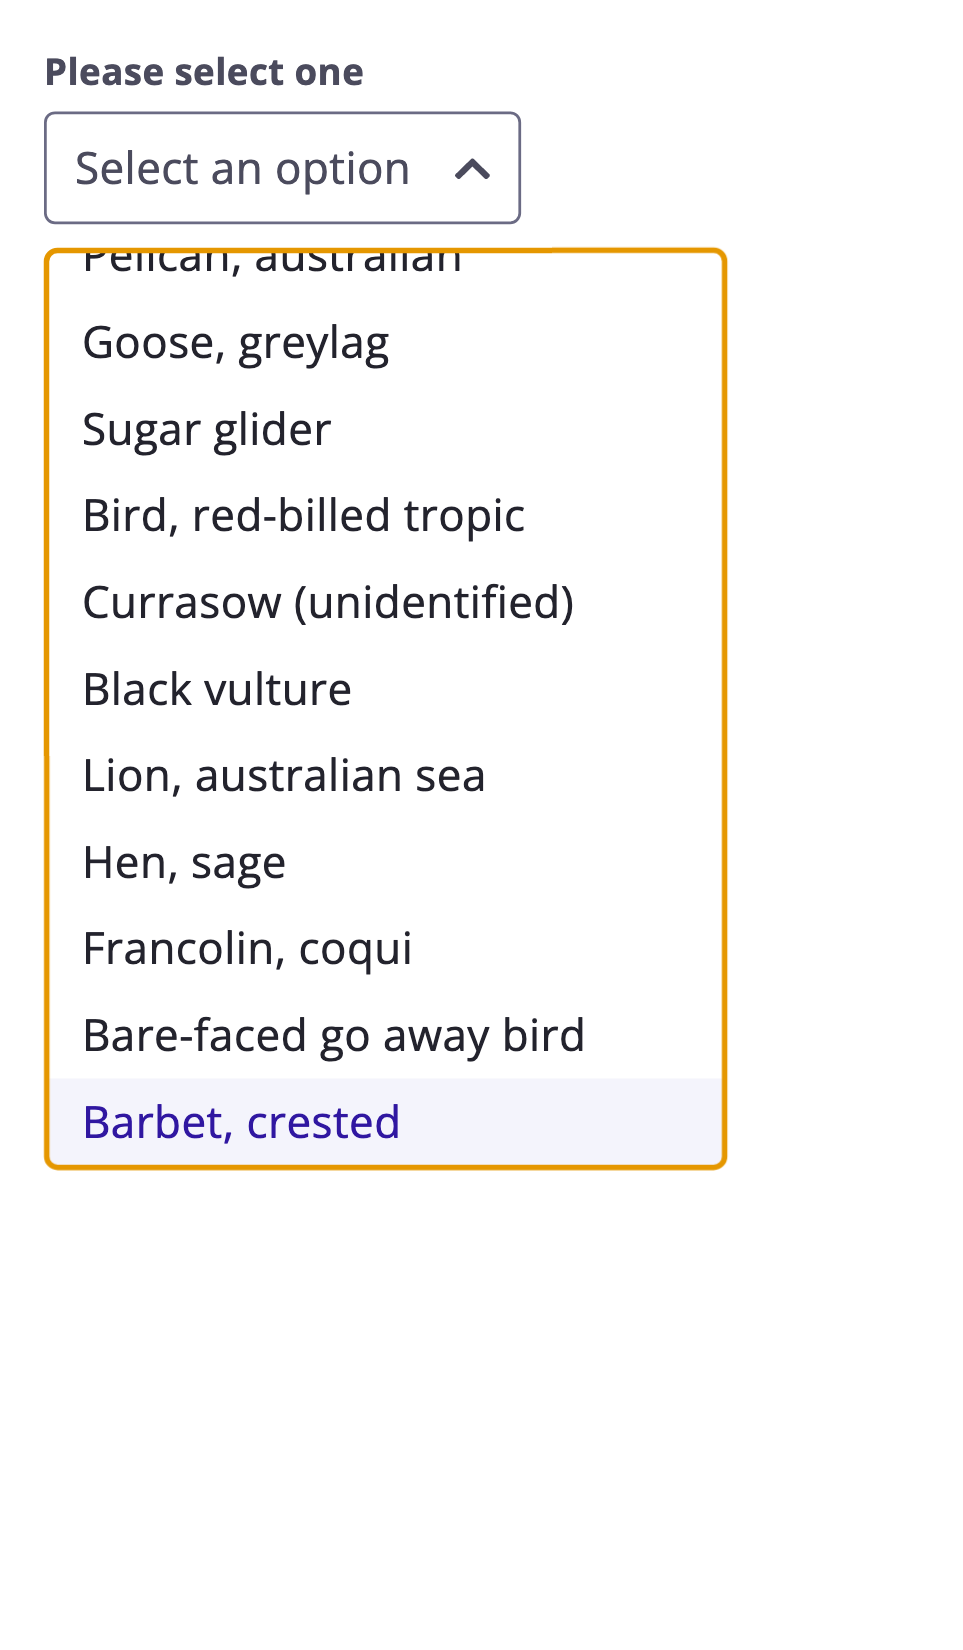 Please select one
Select an option
Pelican, australian
Goose, greylag
Sugar glider
Bird, red-billed tropic
Currasow (unidentified)
Black vulture
Lion, australian sea
Hen, sage
Francolin, coqui
Bare-faced go away bird
Barbet, crested